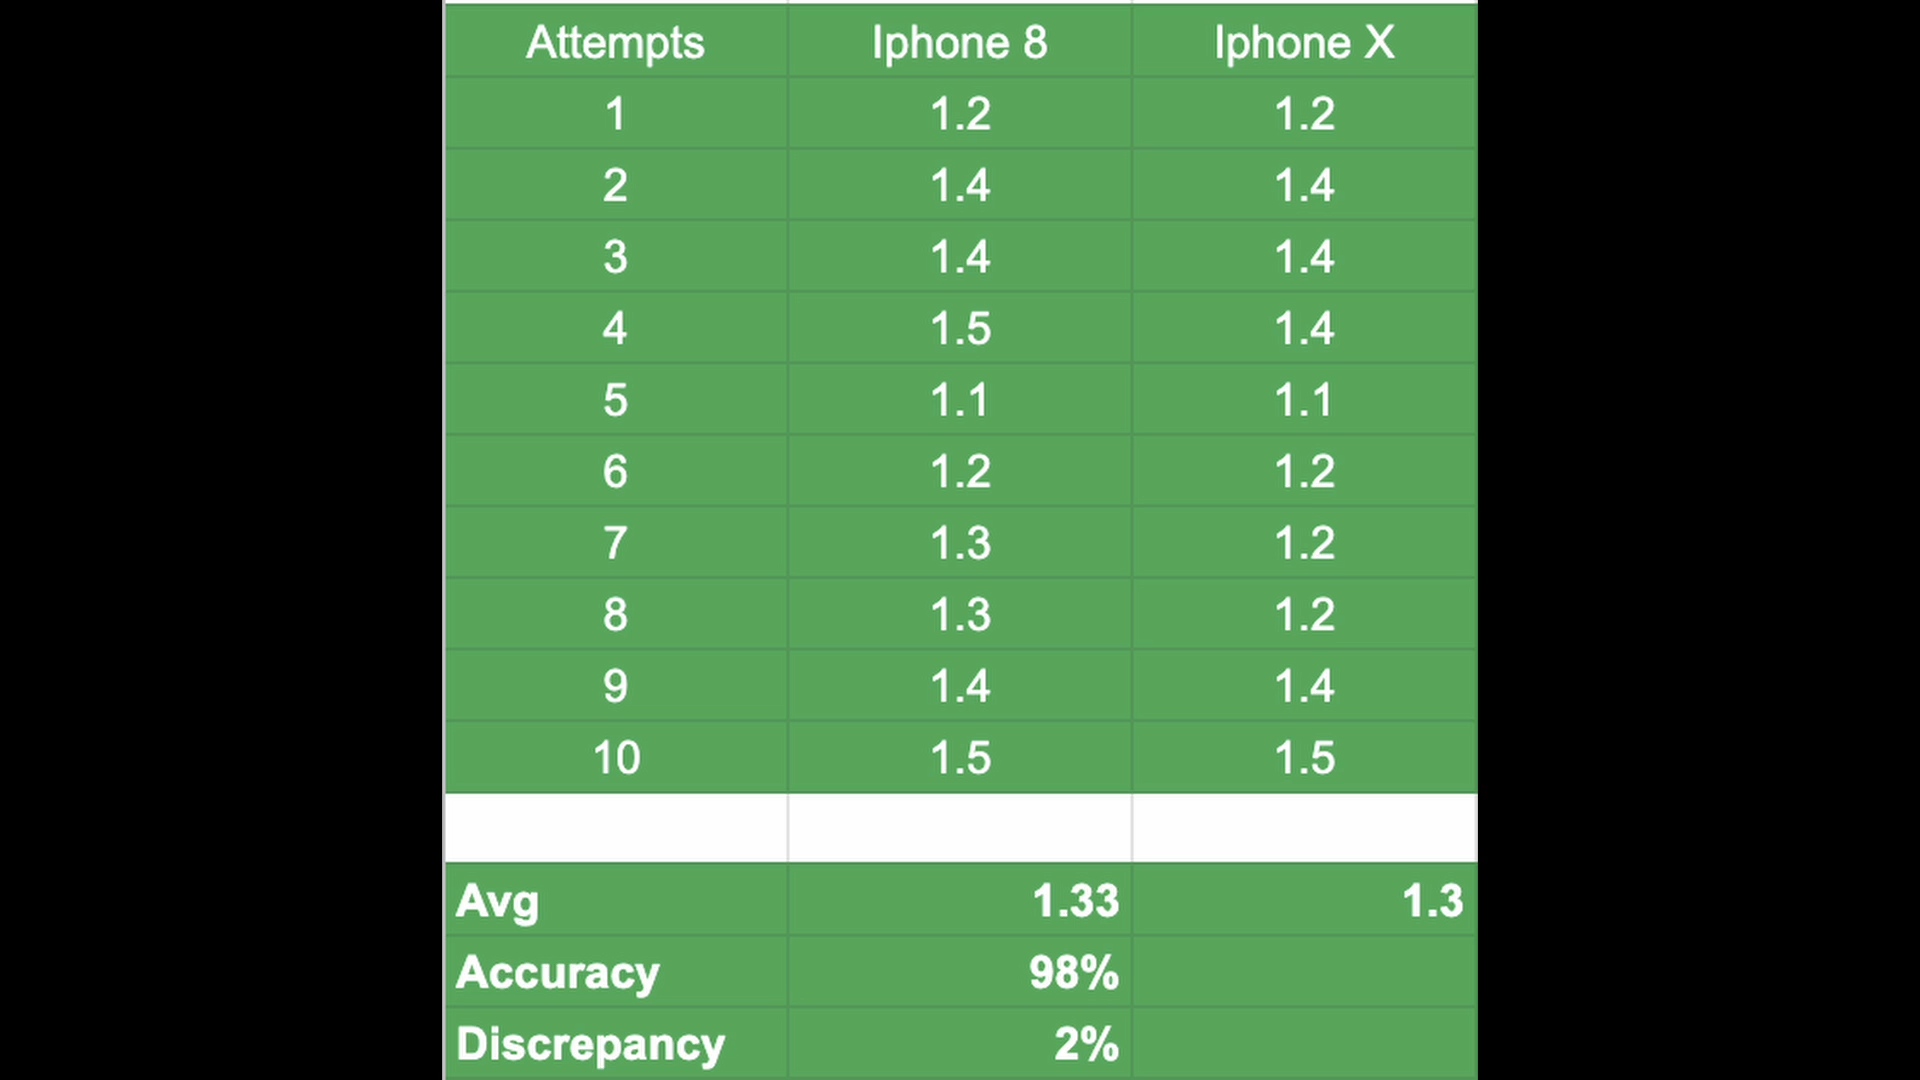 Attempts Iphone 8 Iphone X
1 1.2 1.2
2 1.4 1.4
3 1.4 1.4
4 1.5 1.4
5 1.1 1.1
6 1.2 1.2
7 1.3 1.2
8 1.3 1.2
9 1.4 1.4
10 1.5 1.5
Avg 1.33 1.3
Accuracy 98%
Discrepancy 2%